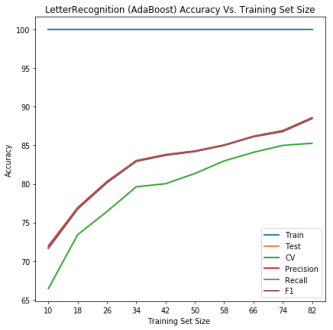 LetterRecognition (AdaBoost) Accuracy Vs. Training Set Size
100
95
90
85
80
75
70
65
Accuracy
10 18 26 34 42 50 58 66 74 82
Training Set Size
Train
Test
CV
Precision
Recall
F1